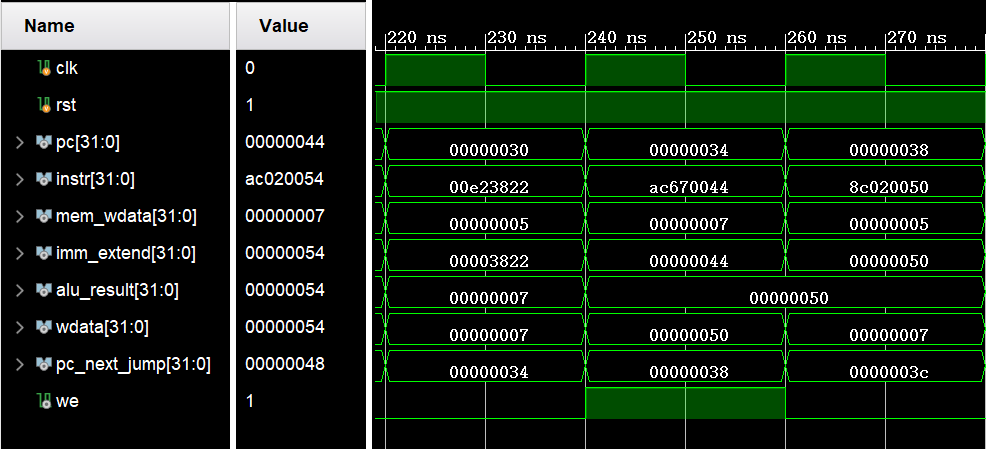 Name Value 220 ns 230 ns 240 ns 250 ns 260 ns 270 ns
clk 0
rst 1
pc[31:0] 00000044 00000030 00000034 00000038
instr[31:0] ac020054 00e23822 ac670044 8c020050
mem_wdata[31:0] 00000007 00000005 00000007 00000005
imm_extend[31:0] 00000054 00003822 00000044 00000050
alu_result[31:0] 00000054 00000007 00000050
wdata[31:0] 00000054 00000007 00000050 00000007
pc_next_jump[31:0] 00000048 00000034 00000038 0000003c
we 1